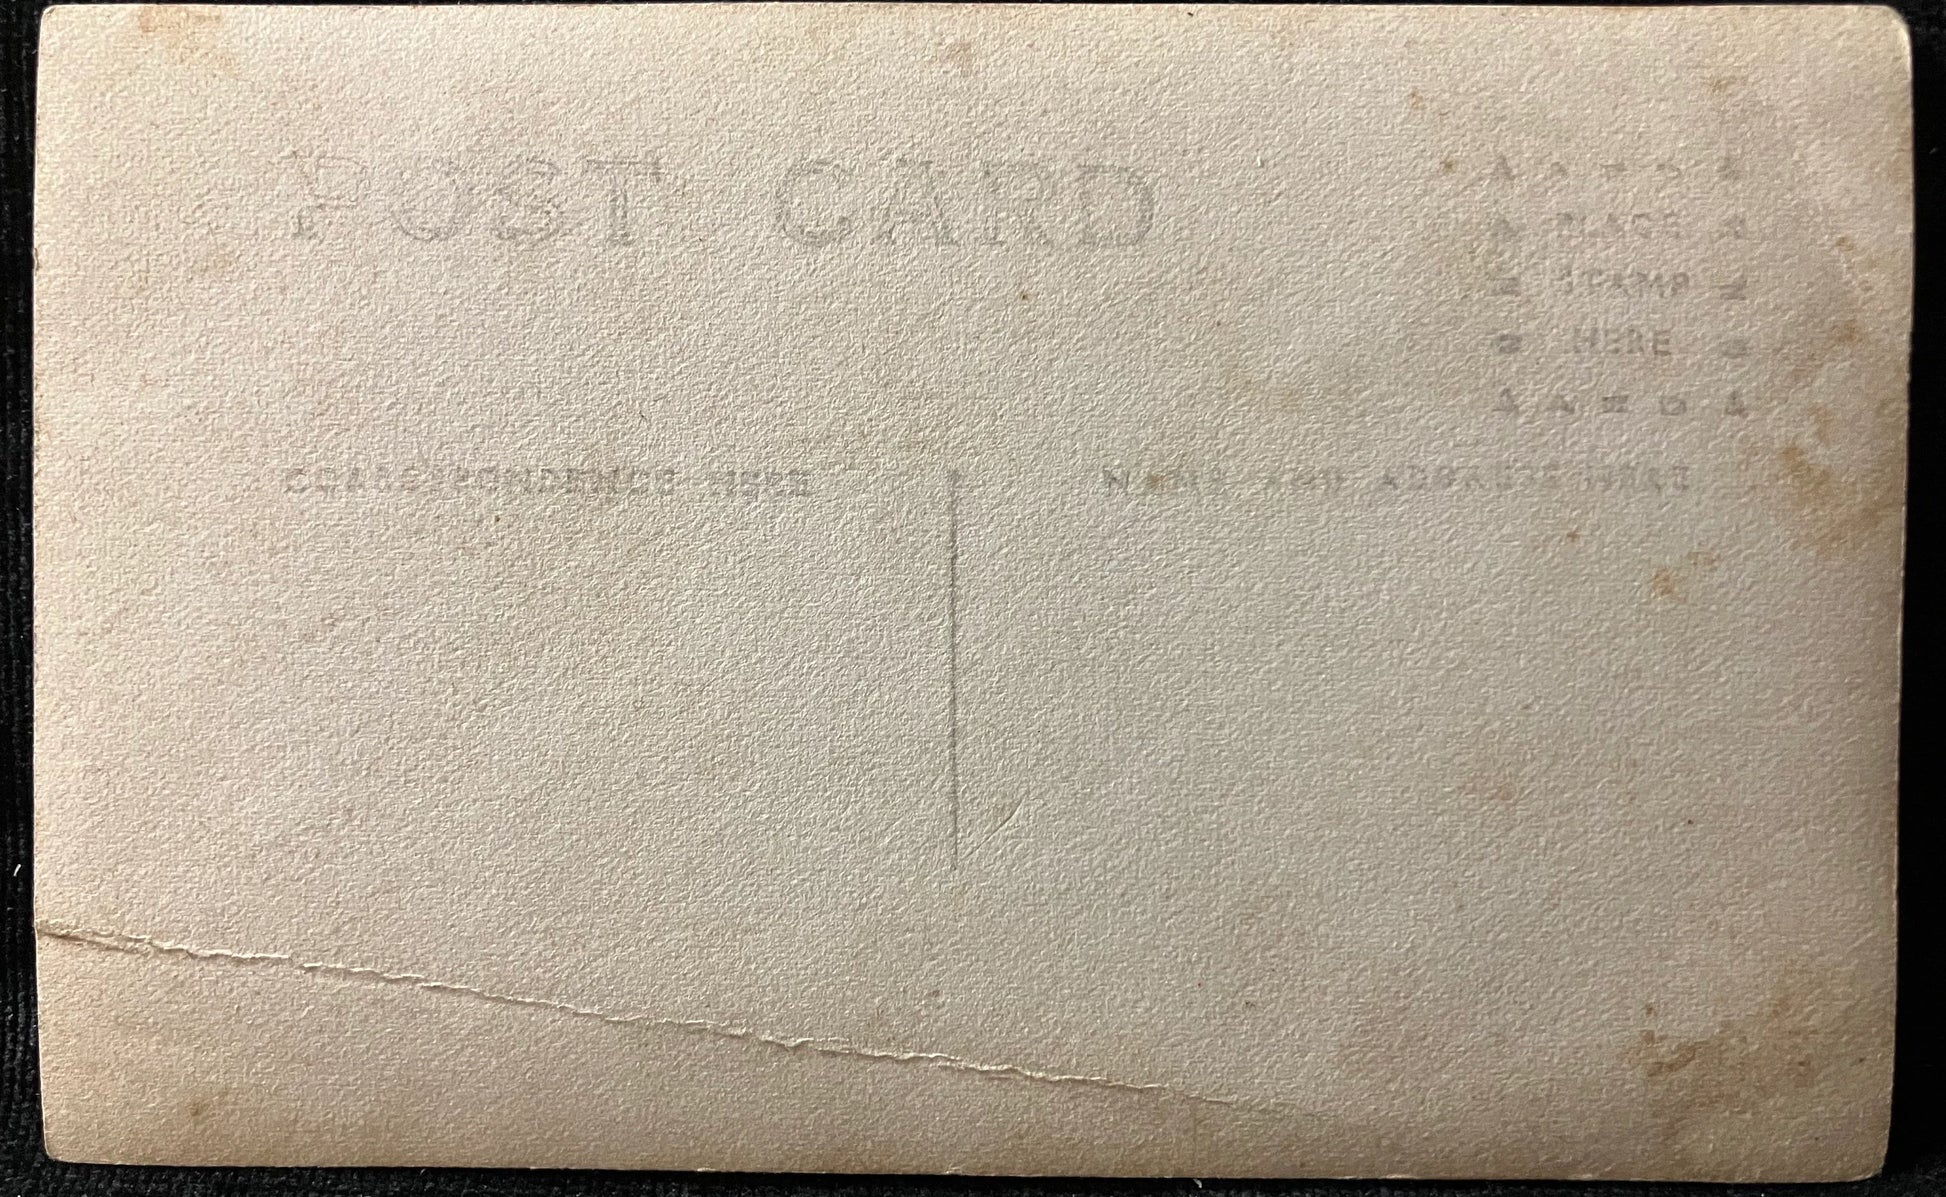 POST CARD
PLACE
STAMP
HERE
CORRESPONDENCE HERE
NAME AND ADDRESS HERE